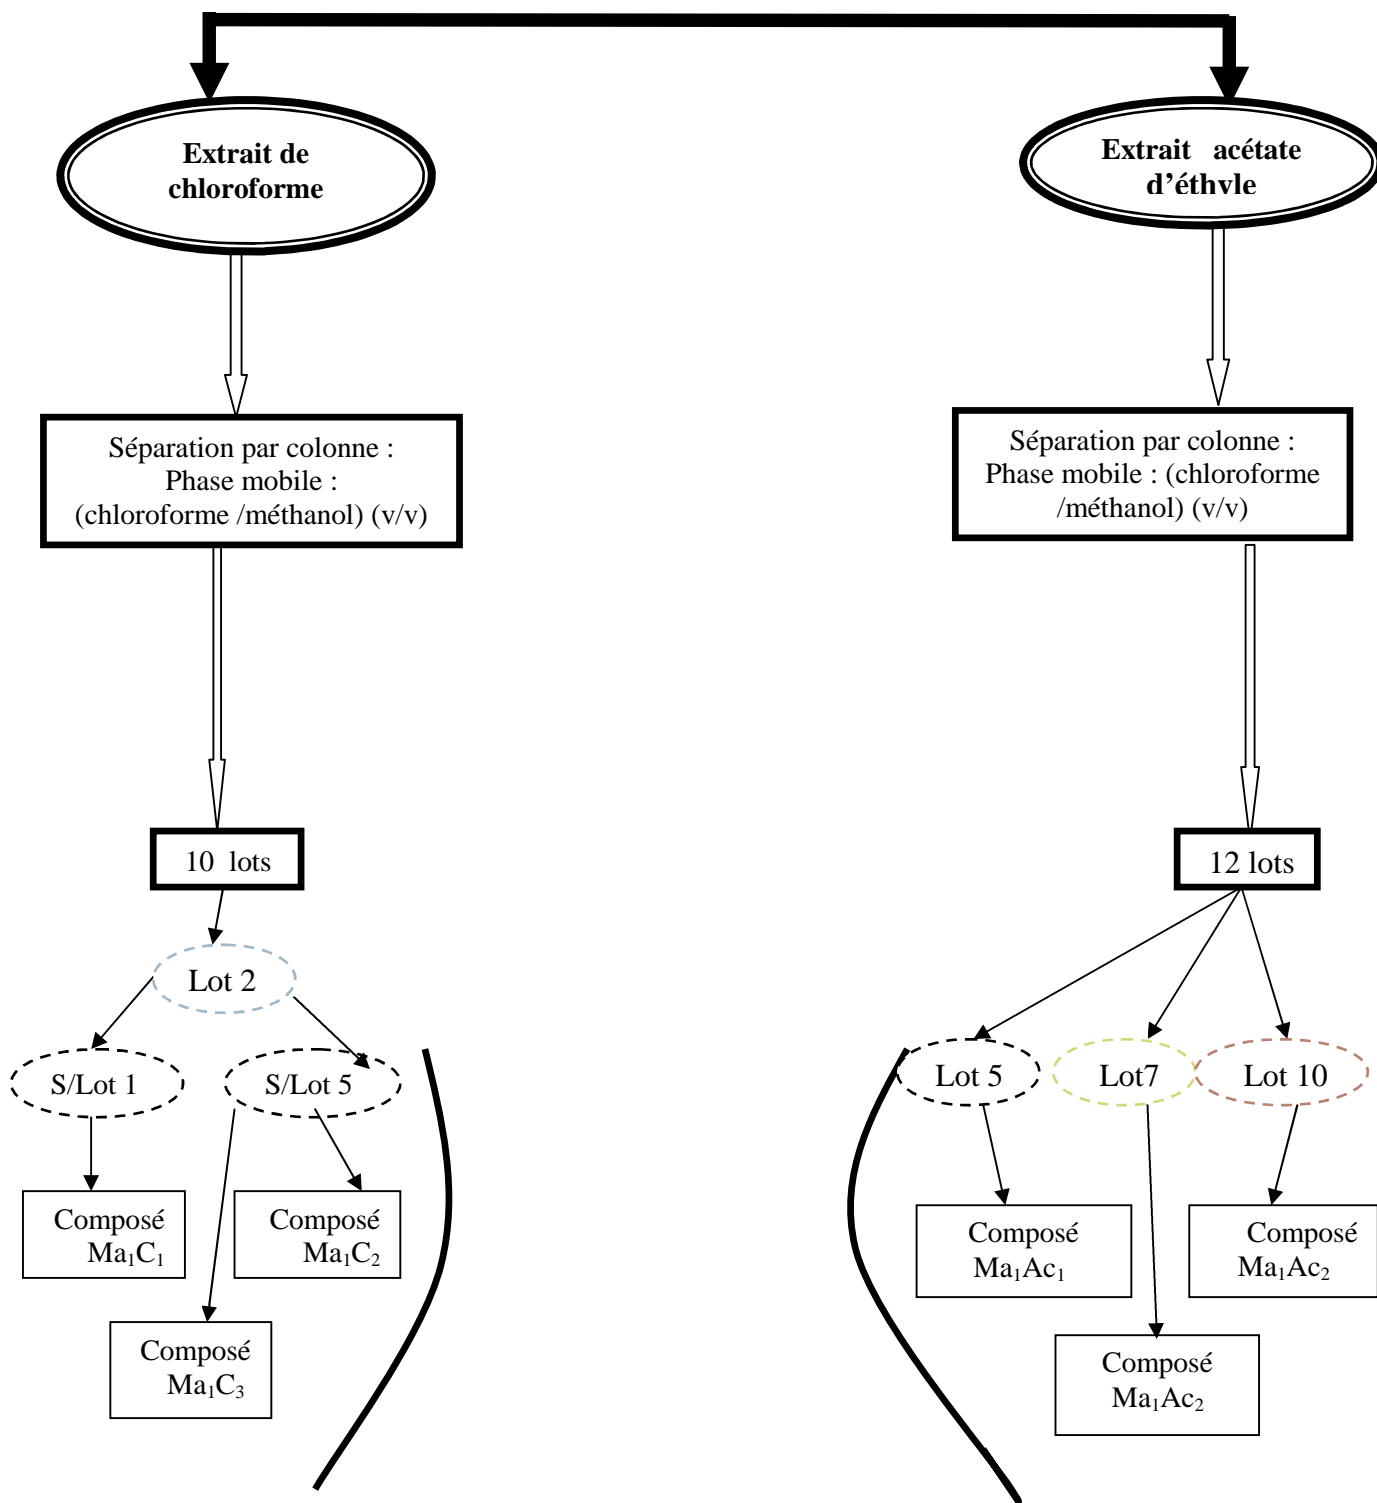 Extrait de
chloroforme
Extrait acétate
d’éthyle
Séparation par colonne :
Phase mobile :
(chloroforme /méthanol) (v/v)
Séparation par colonne :
Phase mobile : (chloroforme
/méthanol) (v/v)
10 lots
12 lots
Lot 2
S/Lot 1
S/Lot 5
Lot 5
Lot7
Lot 10
Composé
Ma₁C₁
Composé
Ma₁C₂
Composé
Ma₁C₃
Composé
Ma₁Ac₁
Composé
Ma₁Ac₂
Composé
Ma₁Ac₂